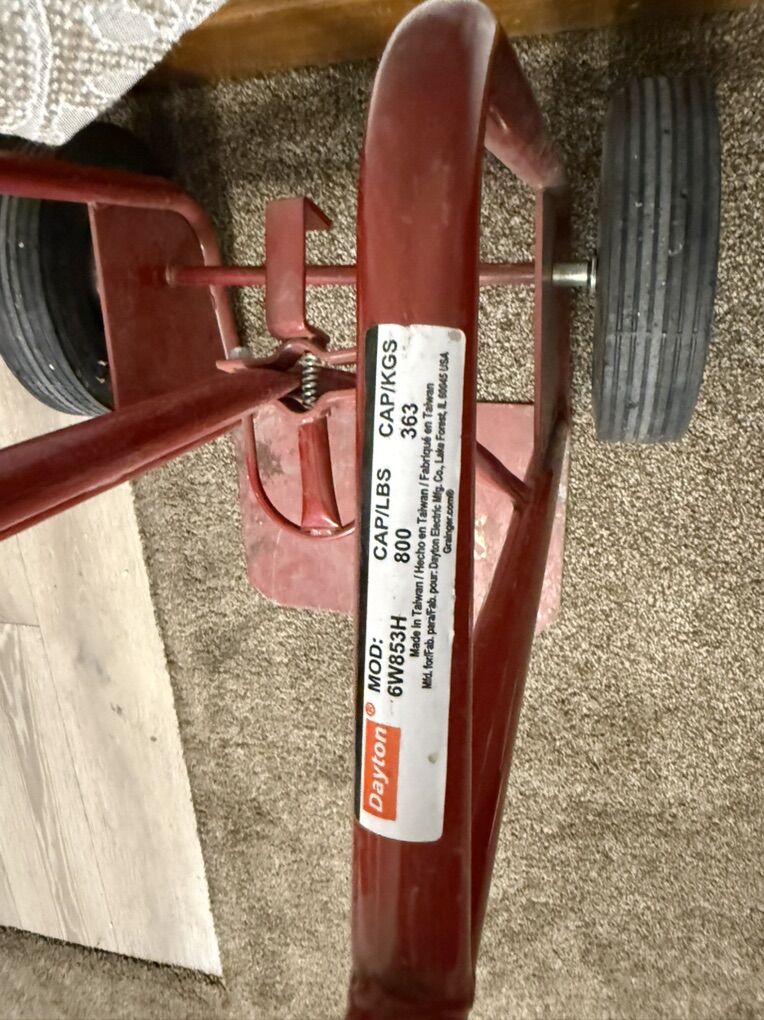 Dayton®
MOD: CAP/LBS CAP/KGS
6W853H 800 363
Made in Taiwan / Hecho en Taiwan / Fabriqué en Taiwan
Mfd. for/Fab. para/Fab. pour: Dayton Electric Mfg. Co., Lake Forest, IL 60045 USA
Grainger.com®